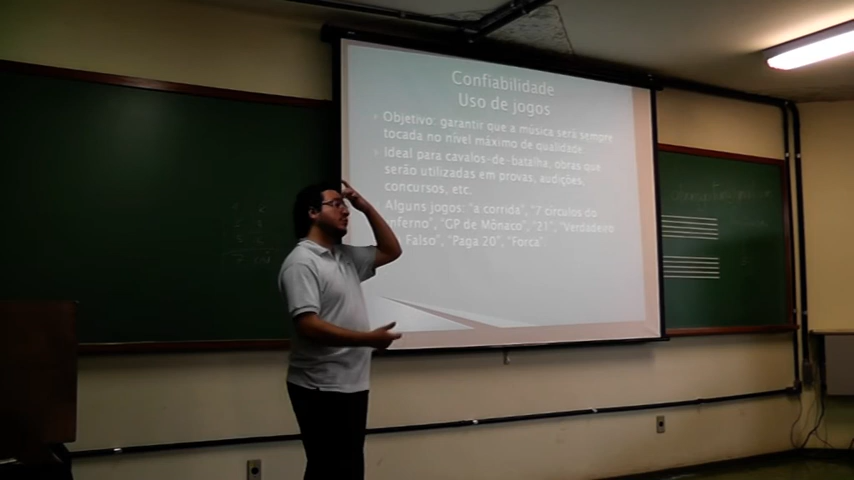 Confiabilidade
Uso de jogos
Objetivo: garantir que a música será sempre
tocada no nível máximo de qualidade.
Ideal para cavalos-de-batalha, obras que
serão utilizadas em provas, audições,
concursos, etc.
Alguns jogos: "a corrida", "7 círculos do
inferno", "GP de Mônaco", "21", "Verdadeiro
Falso", "Paga 20", "Forca".